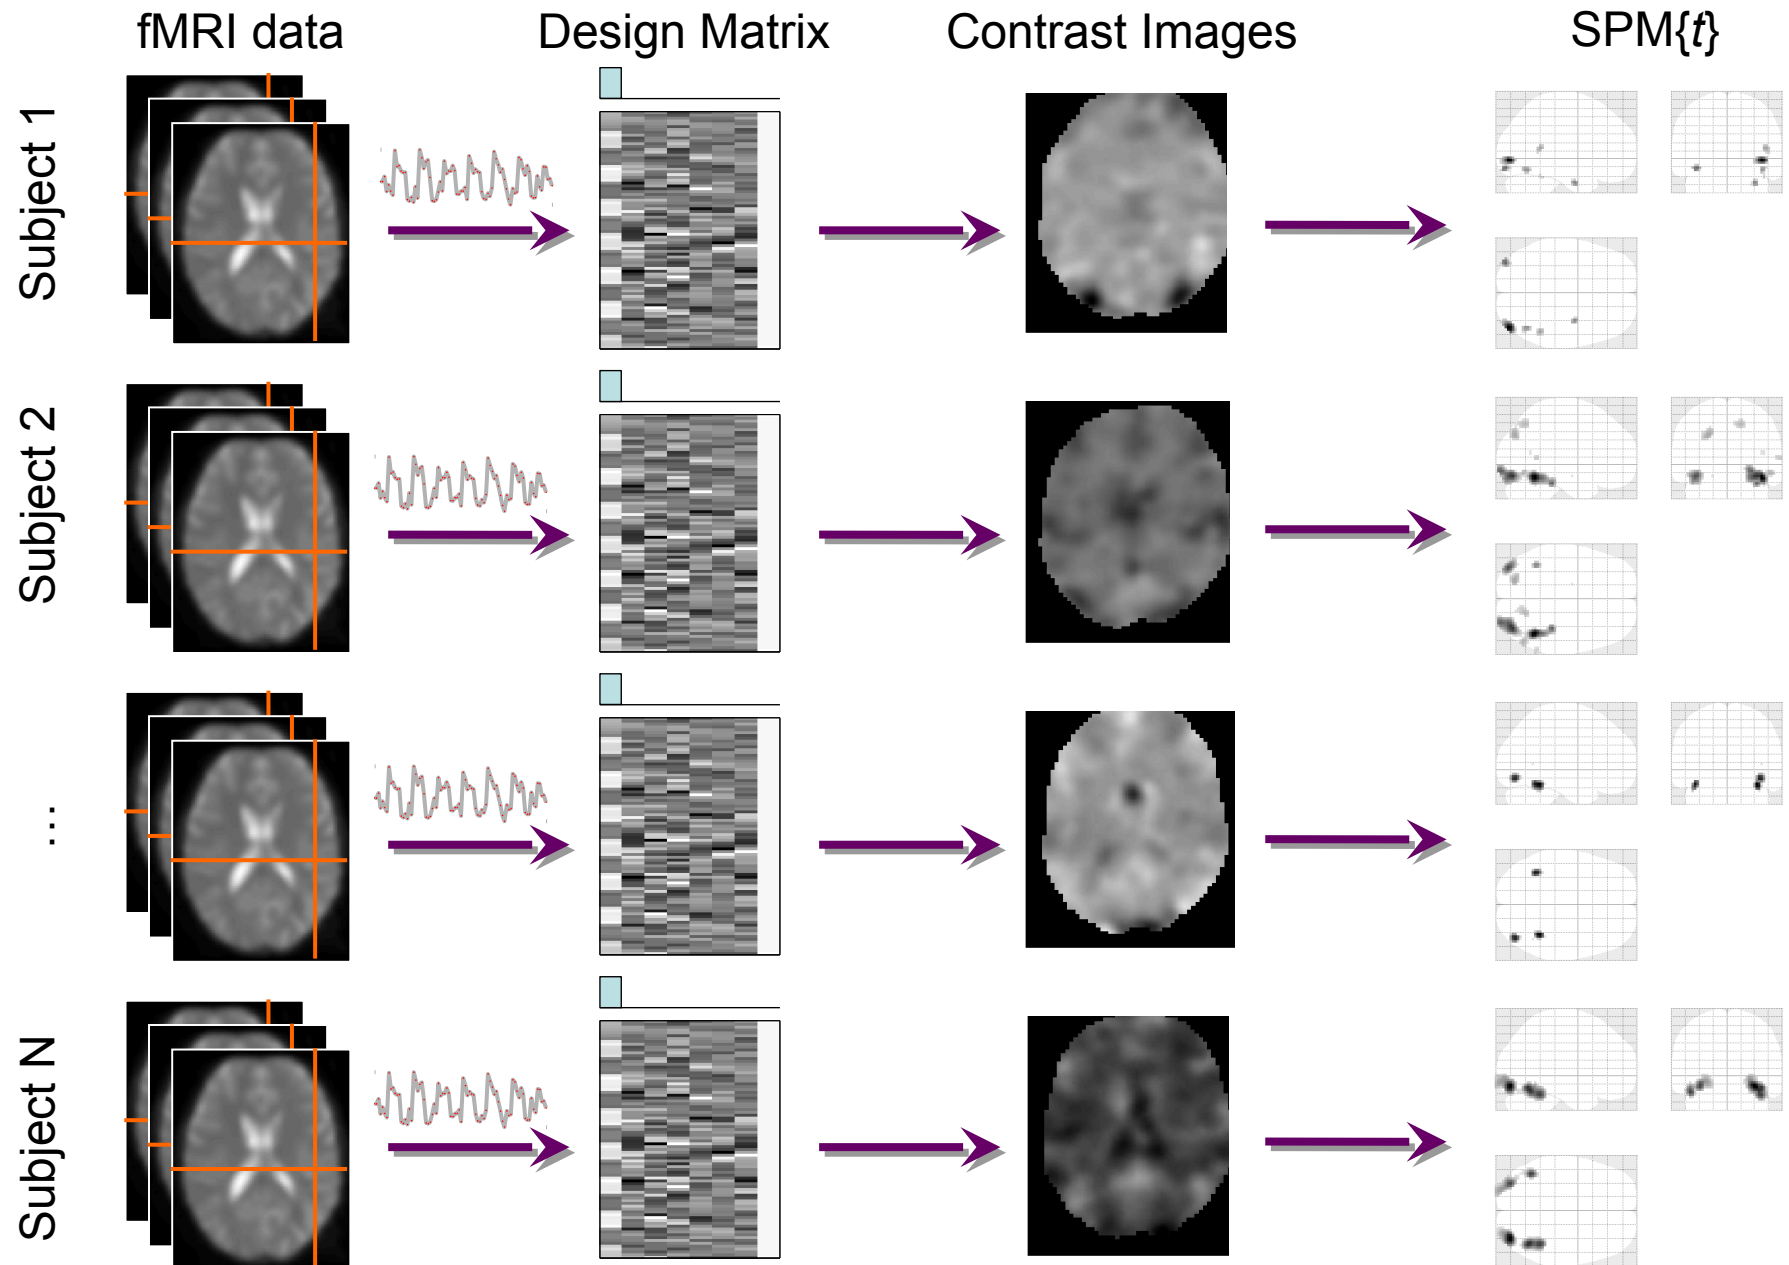 fMRI data
Design Matrix
Contrast Images
SPM{t}
Subject 1
Subject 2
...
Subject N